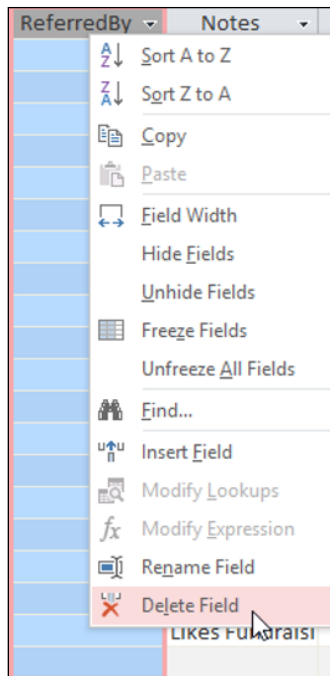 ReferredBy Notes
Sort A to Z
Sort Z to A
Copy
Paste
Field Width
Hide Fields
Unhide Fields
Freeze Fields
Unfreeze All Fields
Find...
Insert Field
Modify Lookups
Modify Expression
Rename Field
Delete Field
Likes Fundraisi